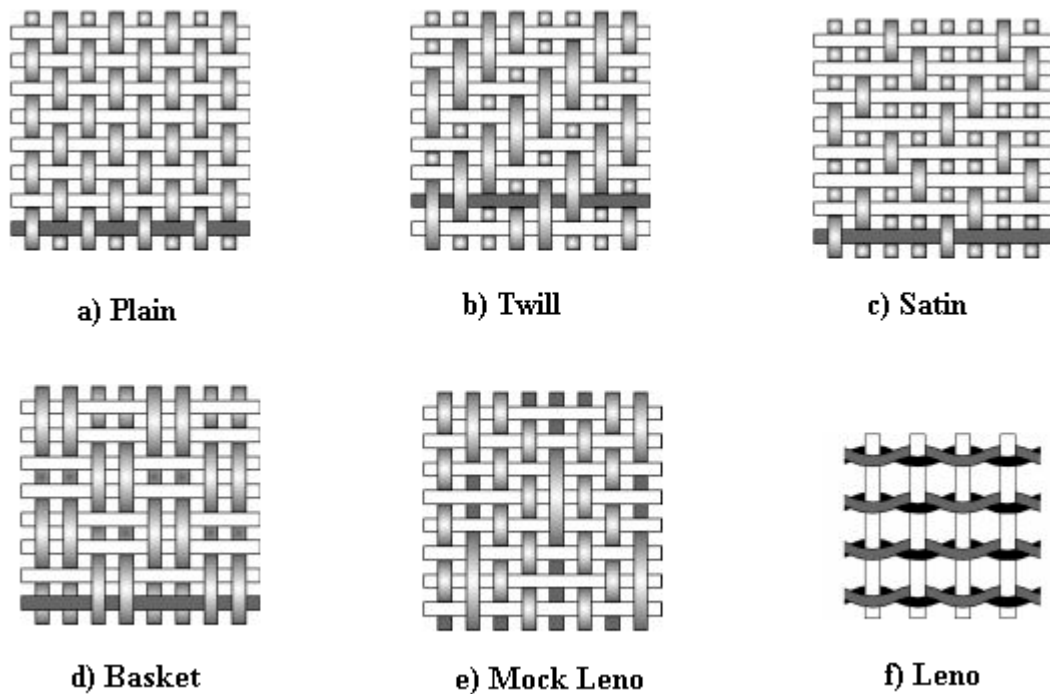 a) Plain
b) Twill
c) Satin
d) Basket
e) Mock Leno
f) Leno